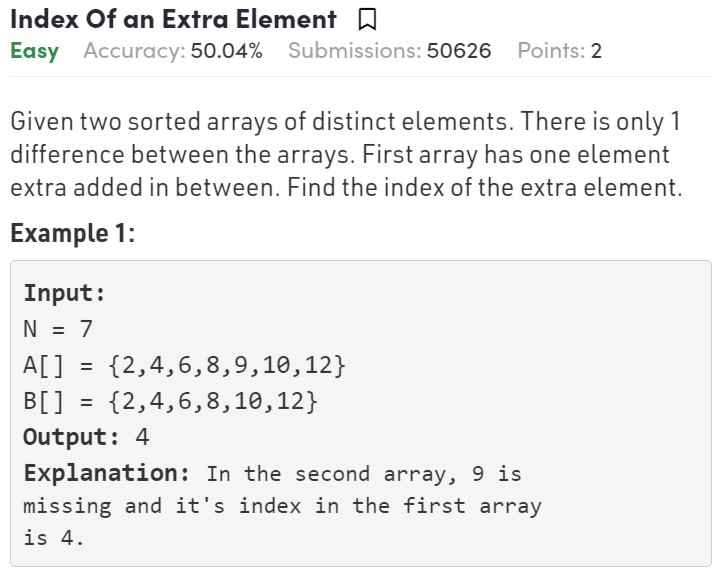 Index Of an Extra Element
Easy Accuracy: 50.04% Submissions: 50626 Points: 2
Given two sorted arrays of distinct elements. There is only 1
difference between the arrays. First array has one element
extra added in between. Find the index of the extra element.
Example 1:
Input:
N = 7
A[] = {2,4,6,8,9,10,12}
B[] = {2,4,6,8,10,12}
Output: 4
Explanation: In the second array, 9 is
missing and it's index in the first array
is 4.